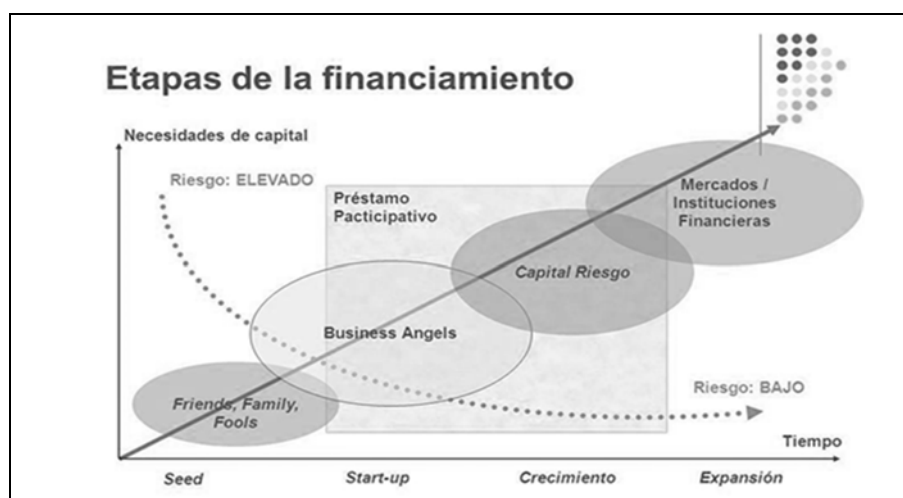 Etapas de la financiamiento
Necesidades de capital
Riesgo: ELEVADO
Préstamo
Pacticipativo
Mercados /
Instituciones
Financieras
Capital Riesgo
Business Angels
Friends, Family,
Fools
Riesgo: BAJO
Tiempo
Seed
Start-up
Crecimiento
Expansión